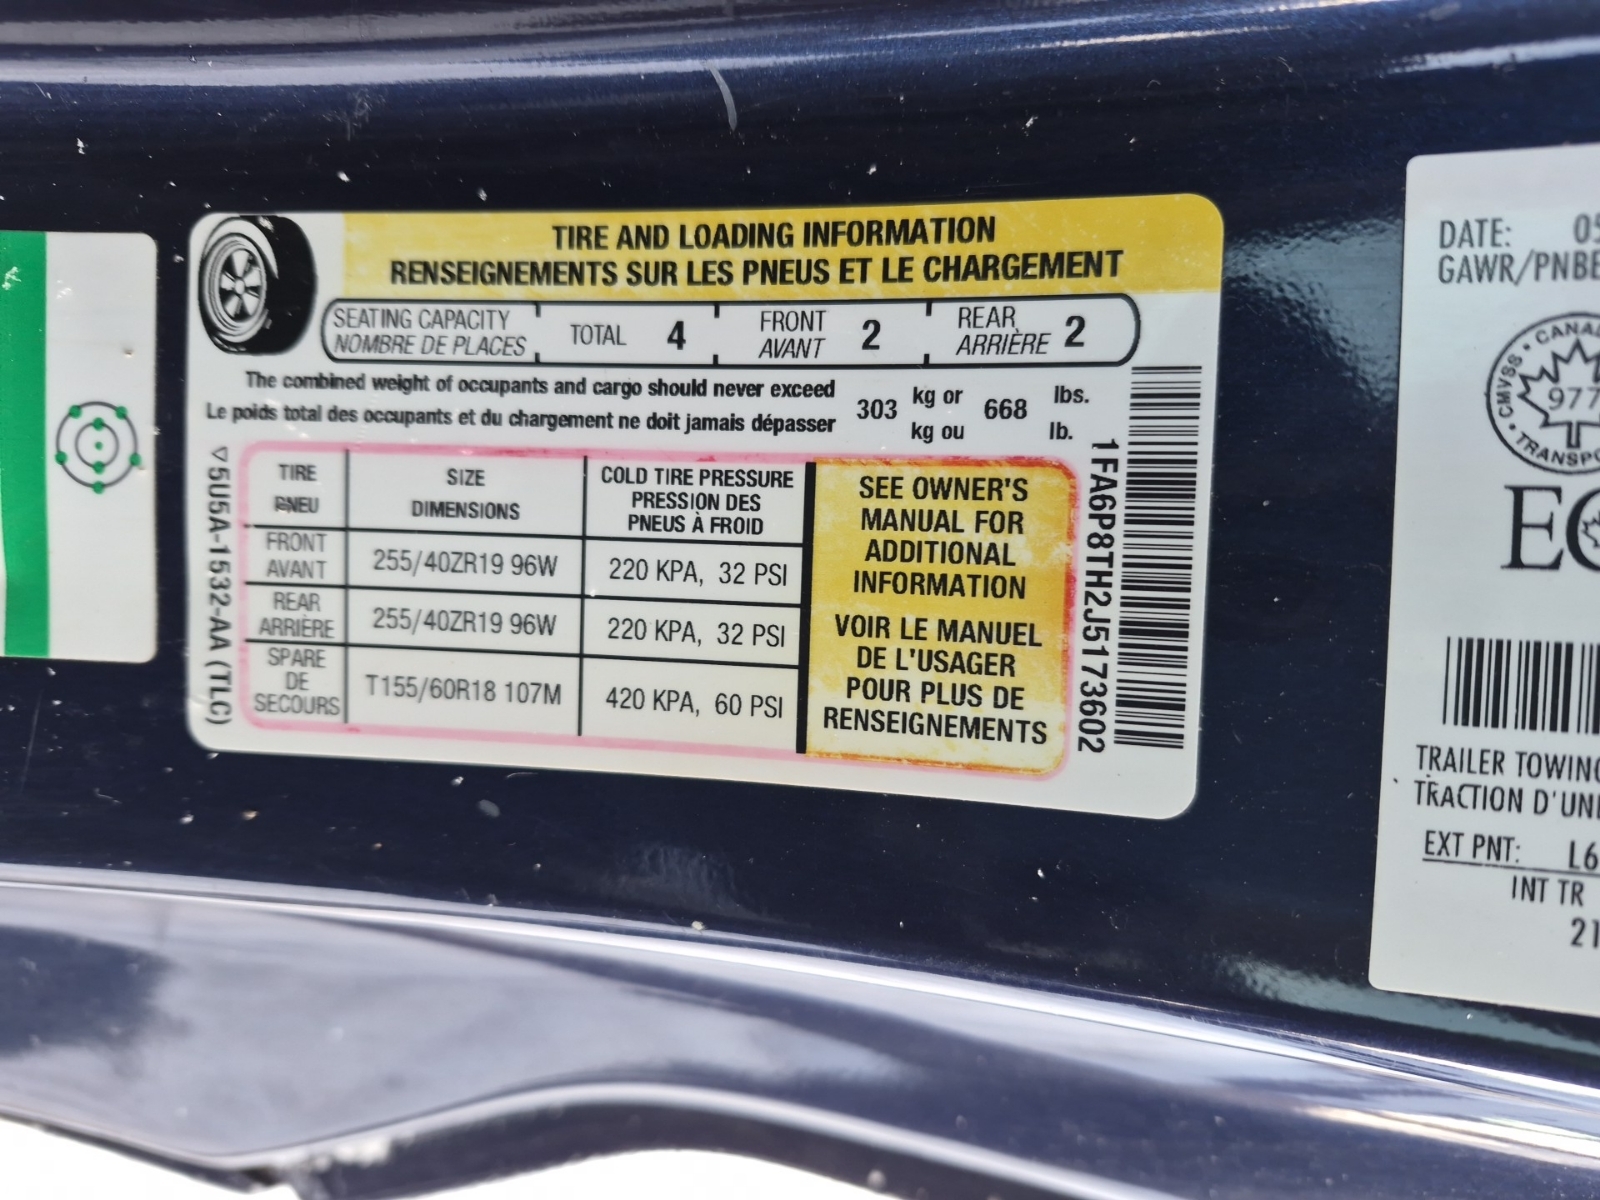 TIRE AND LOADING INFORMATION
RENSEIGNEMENTS SUR LES PNEUS ET LE CHARGEMENT
SEATING CAPACITY
NOMBRE DE PLACES
TOTAL 4
FRONT
AVANT 2
REAR
ARRIÈRE 2
The combined weight of occupants and cargo should never exceed
Le poids total des occupants et du chargement ne doit jamais dépasser
303
kg or
kg ou
668
lbs.
lb.
TIRE
PNEU
SIZE
DIMENSIONS
COLD TIRE PRESSURE
PRESSION DES
PNEUS À FROID
FRONT
AVANT
255/40ZR19 96W
220 KPA, 32 PSI
REAR
ARRIÈRE
255/40ZR19 96W
220 KPA, 32 PSI
SPARE
DE
SECOURS
T155/60R18 107M
420 KPA, 60 PSI
SEE OWNER'S
MANUAL FOR
ADDITIONAL
INFORMATION
VOIR LE MANUEL
DE L'USAGER
POUR PLUS DE
RENSEIGNEMENTS
5U5A-1532-AA (TLC)
1FA6P8TH2J5173602
DATE: 05
GAWR/PNBE
CMVSS
977
TRAILER TOWING
TRACTION D'UN
EXT PNT: L6
INT TR
21